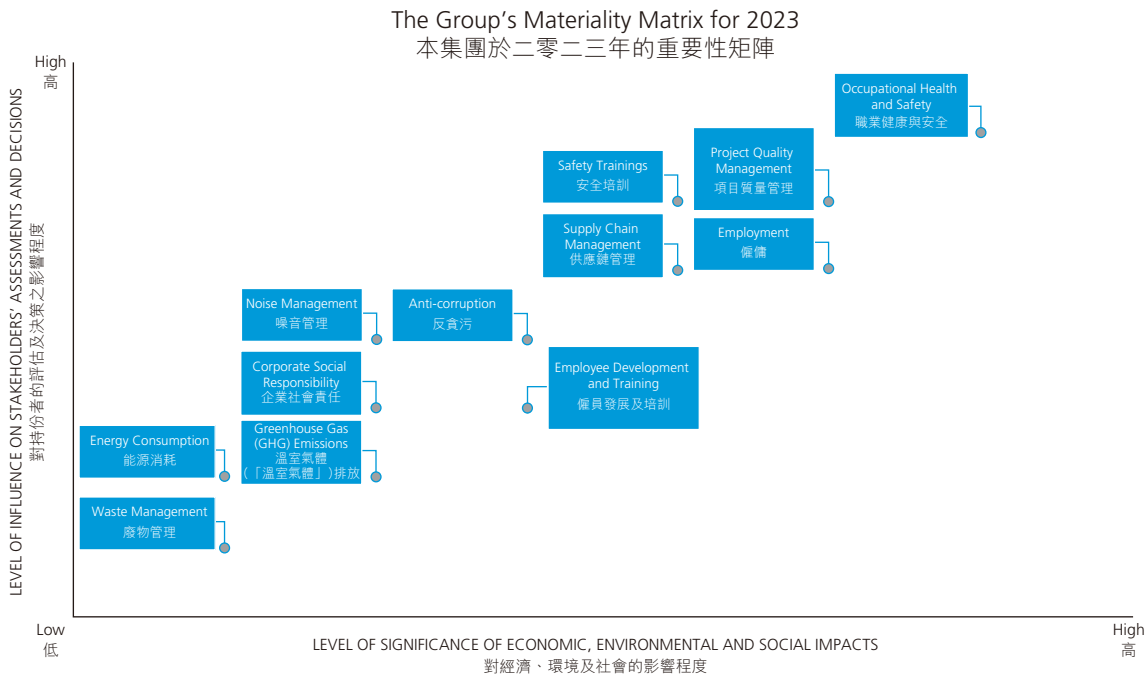 The Group's Materiality Matrix for 2023
本集團於二零二三年的重要性矩陣
High
高
LEVEL OF INFLUENCE ON STAKEHOLDERS' ASSESSMENTS AND DECISIONS
對持份者的評估及決策之影響程度
Occupational Health
and Safety
職業健康與安全
Project Quality
Management
項目質量管理
Safety Trainings
安全培訓
Supply Chain
Management
供應鏈管理
Employment
僱傭
Noise Management
噪音管理
Anti-corruption
反貪污
Corporate Social
Responsibility
企業社會責任
Employee Development
and Training
僱員發展及培訓
Energy Consumption
能源消耗
Greenhouse Gas
(GHG) Emissions
溫室氣體
(「溫室氣體」)排放
Waste Management
廢物管理
Low
低
LEVEL OF SIGNIFICANCE OF ECONOMIC, ENVIRONMENTAL AND SOCIAL IMPACTS
對經濟、環境及社會的影響程度
High
高